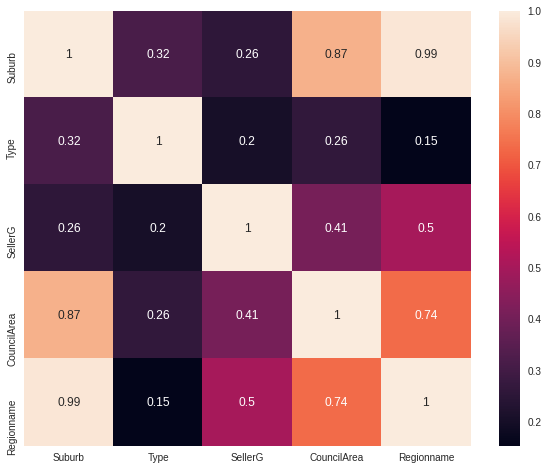 Suburb 1 0.32 0.26 0.87 0.99
Type 0.32 1 0.2 0.26 0.15
SellerG 0.26 0.2 1 0.41 0.5
CouncilArea 0.87 0.26 0.41 1 0.74
Regionname 0.99 0.15 0.5 0.74 1
Suburb Type SellerG CouncilArea Regionname
1.0
0.9
0.8
0.7
0.6
0.5
0.4
0.3
0.2